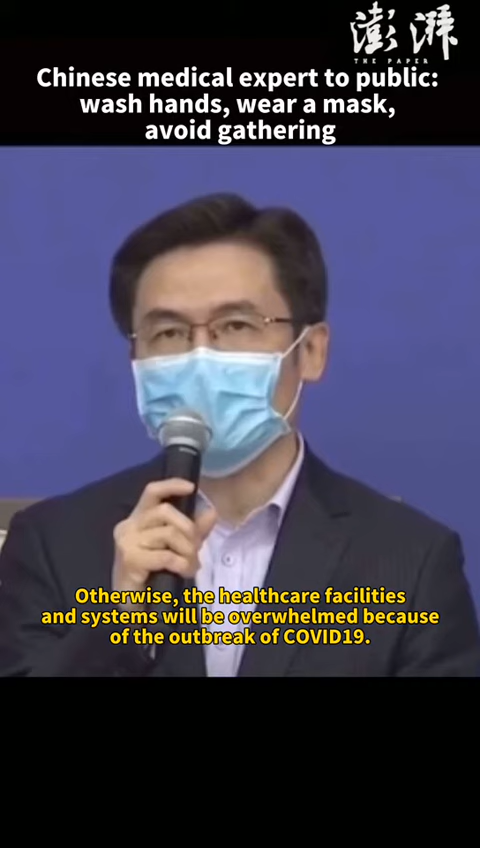 澎湃
THE PAPER
Chinese medical expert to public:
wash hands, wear a mask,
avoid gathering
Otherwise, the healthcare facilities
and systems will be overwhelmed because
of the outbreak of COVID19.